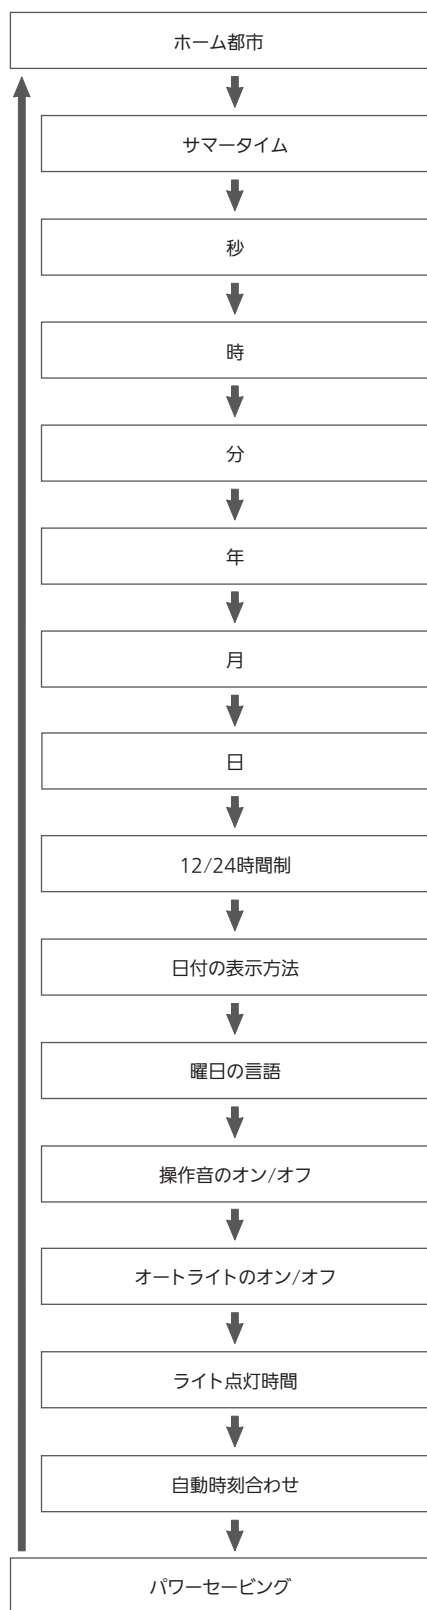 ホーム都市
サマータイム
秒
時
分
年
月
日
12/24時間制
日付の表示方法
曜日の言語
操作音のオン/オフ
オートライトのオン/オフ
ライト点灯時間
自動時刻合わせ
パワーセービング